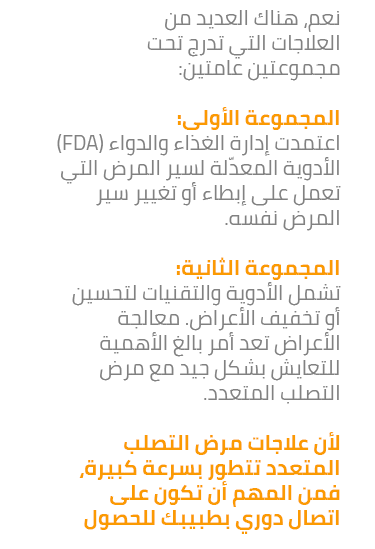 نعم، هناك العديد من
العلاجات التي تدرج تحت
مجموعتين عامتين:
المجموعة الأولى:
اعتمدت إدارة الغذاء والدواء (FDA)
الأدوية المعدّلة لسير المرض التي
تعمل على إبطاء أو تغيير سير
المرض نفسه.
المجموعة الثانية:
تشمل الأدوية والتقنيات لتحسين
أو تخفيف الأعراض. معالجة
الأعراض تعد أمر بالغ الأهمية
للتعايش بشكل جيد مع مرض
التصلب المتعدد.
لأن علاجات مرض التصلب
المتعدد تتطور بسرعة كبيرة،
فمن المهم أن تكون على
اتصال دوري بطبيبك للحصول